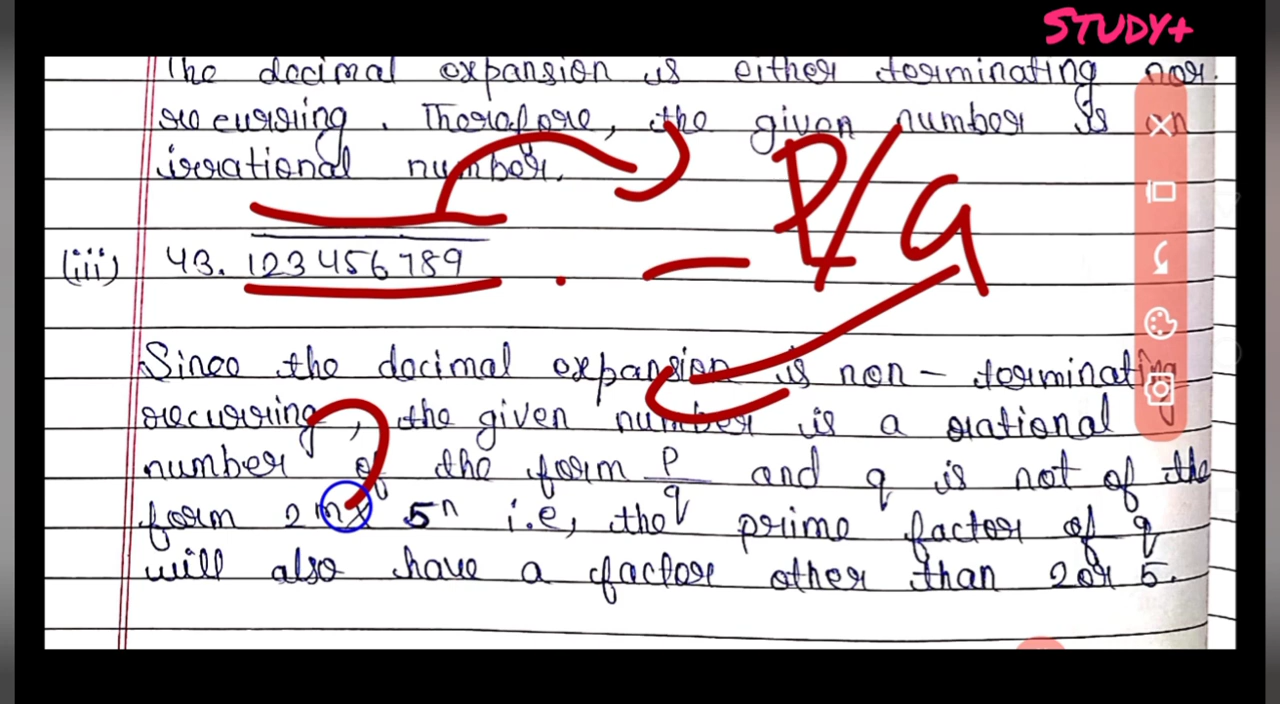 STUDY+
The decimal expansion is either terminating nor
recurring. Therefore, the given number is an
irrational number.
P/q
(iii) 43. 123456789
Since the decimal expansion is non - terminating
recurring, the given number is a rational
number of the form p/q and q is not of the
form 2m x 5n i.e, the prime factor of q
will also have a factor other than 2 or 5.